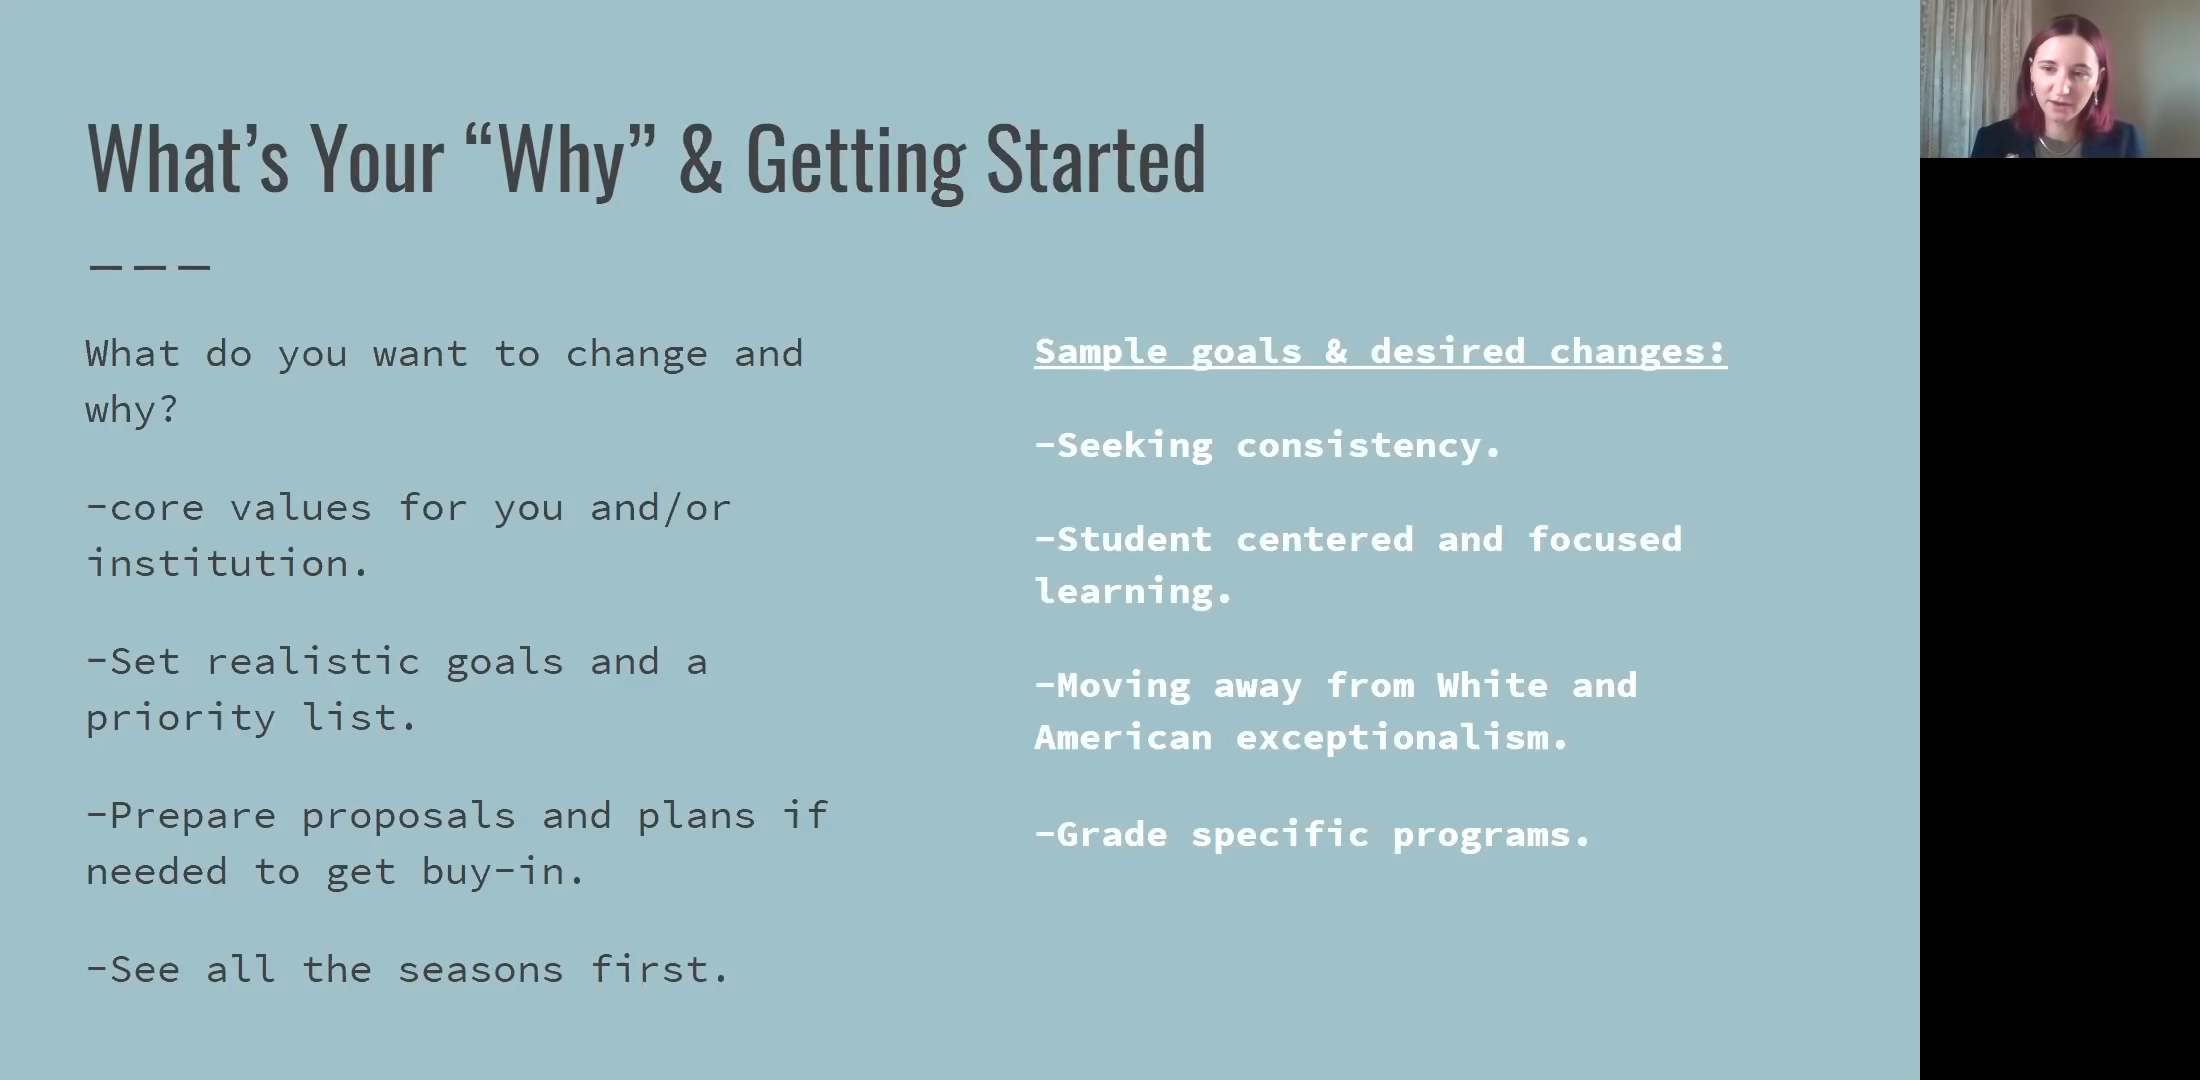 What’s Your “Why” & Getting Started
What do you want to change and
why?
-core values for you and/or
institution.
-Set realistic goals and a
priority list.
-Prepare proposals and plans if
needed to get buy-in.
-See all the seasons first.
Sample goals & desired changes:
-Seeking consistency.
-Student centered and focused
learning.
-Moving away from White and
American exceptionalism.
-Grade specific programs.